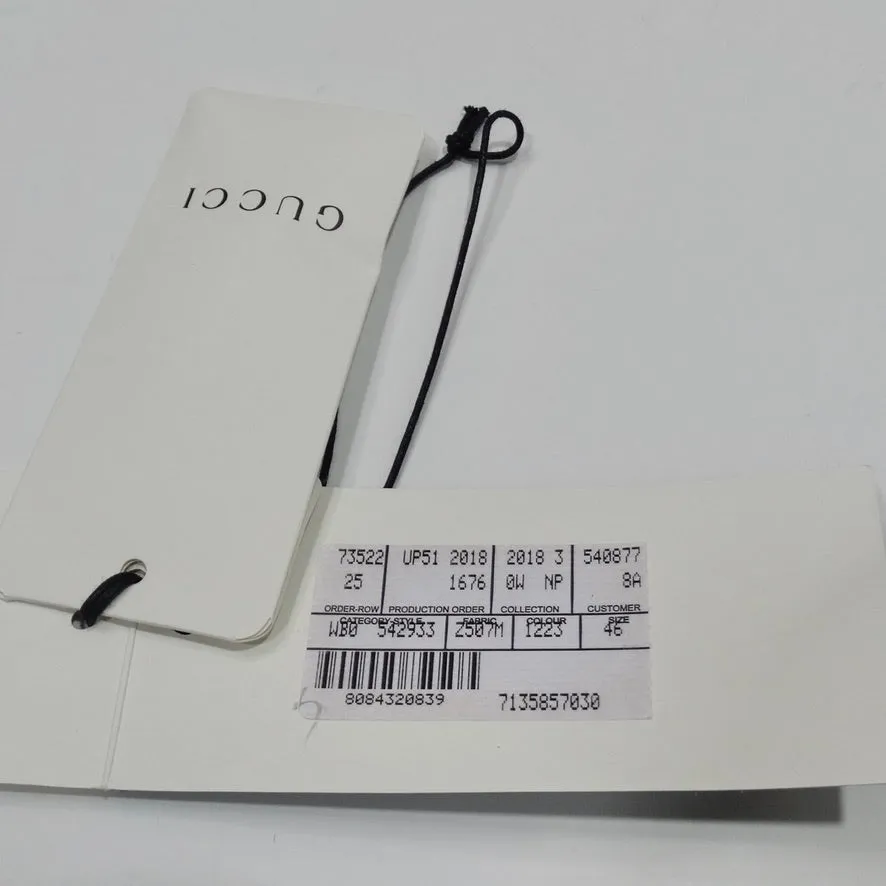 GUCCI
73522 UP51 2018 2018 3 540877
25 1676 0W NP 8A
ORDER-ROW PRODUCTION ORDER COLLECTION CUSTOMER
CATEGORY-STYLE FABRIC COLOUR SIZE
WB0 542933 Z507M 1223 46
8084320839 7135857030